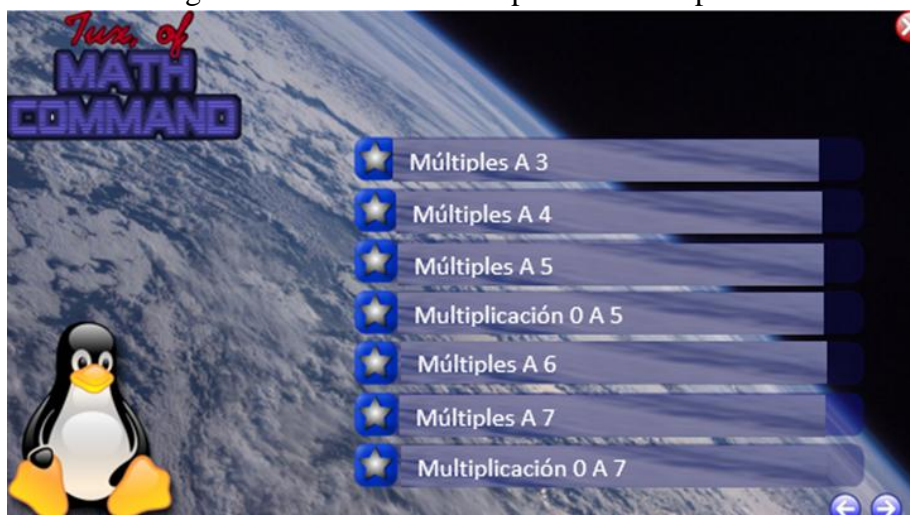 Tux, of
MATH
COMMAND
Múltiples A 3
Múltiples A 4
Múltiples A 5
Multiplicación 0 A 5
Múltiples A 6
Múltiples A 7
Multiplicación 0 A 7